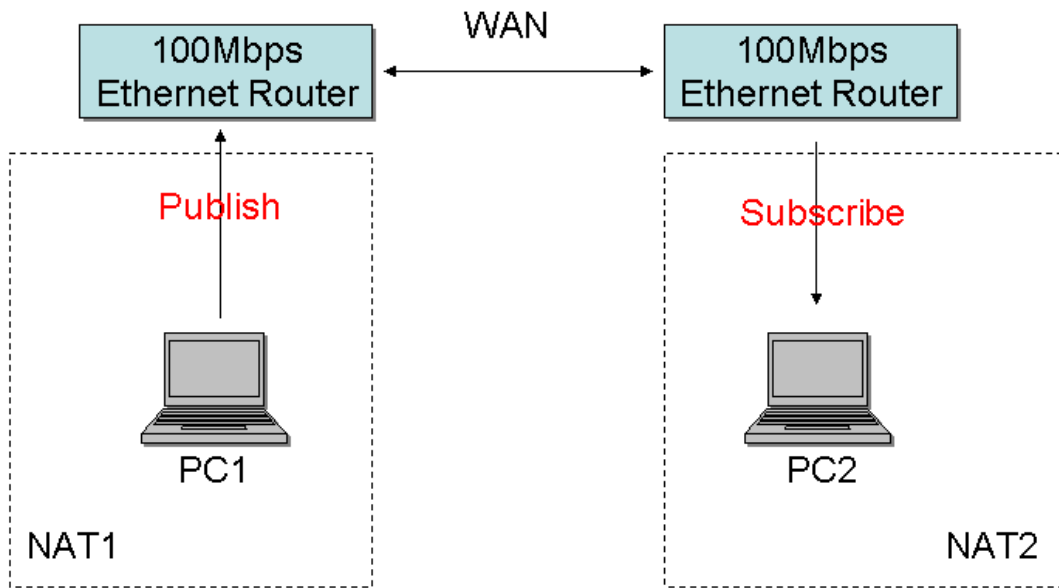 WAN
100Mbps
Ethernet Router
100Mbps
Ethernet Router
Publish
Subscribe
PC1
PC2
NAT1
NAT2